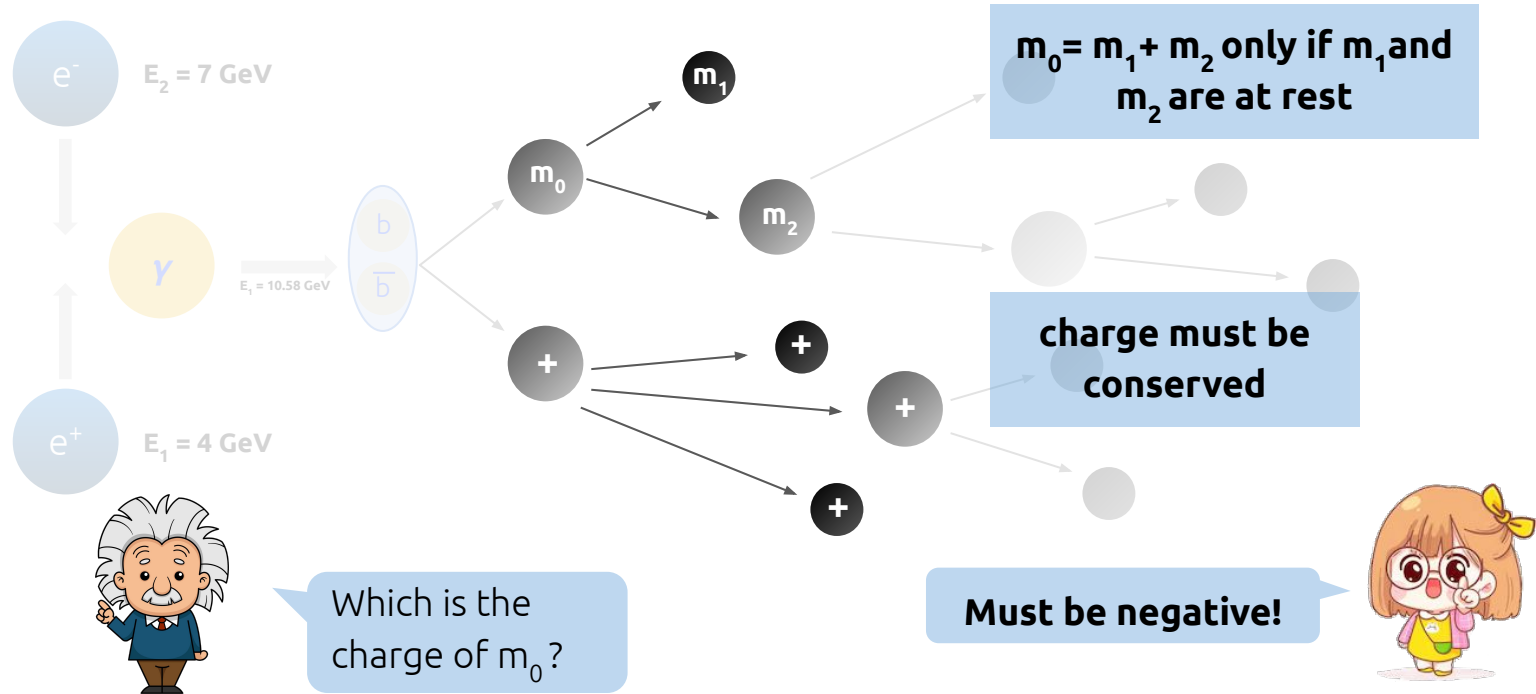 e⁻
E₂ = 7 GeV
γ
E₁ = 10.58 GeV
b
b̅
e⁺
E₁ = 4 GeV
m₀
m₁
m₂
+
+
+
+
m₀= m₁+ m₂ only if m₁and
m₂ are at rest
charge must be
conserved
Which is the
charge of m₀?
Must be negative!